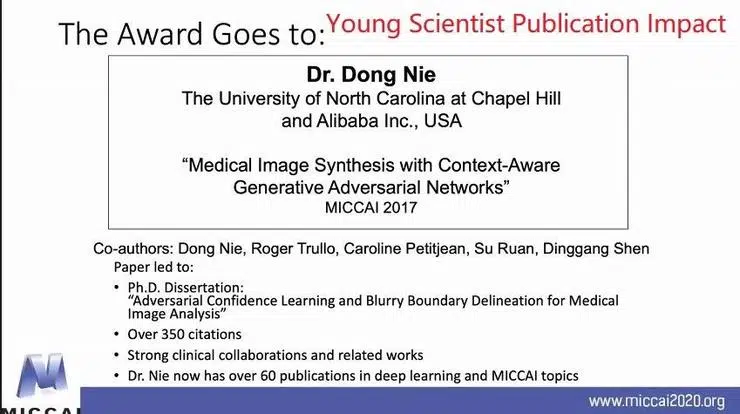 The Award Goes to: Young Scientist Publication Impact
Dr. Dong Nie
The University of North Carolina at Chapel Hill
and Alibaba Inc., USA
“Medical Image Synthesis with Context-Aware
Generative Adversarial Networks”
MICCAI 2017
Co-authors: Dong Nie, Roger Trullo, Caroline Petitjean, Su Ruan, Dinggang Shen
Paper led to:
• Ph.D. Dissertation:
“Adversarial Confidence Learning and Blurry Boundary Delineation for Medical
Image Analysis”
• Over 350 citations
• Strong clinical collaborations and related works
• Dr. Nie now has over 60 publications in deep learning and MICCAI topics
MICCAI
www.miccai2020.org